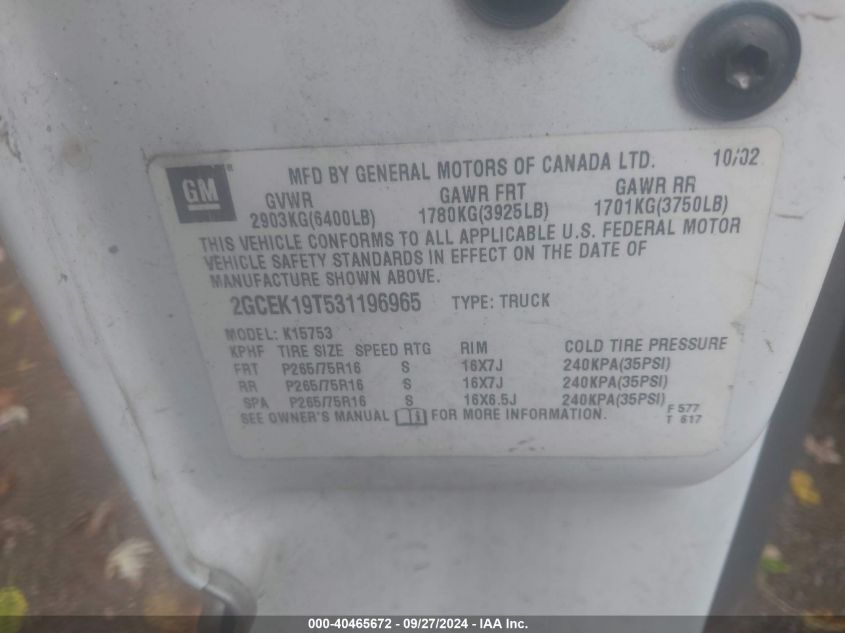 GM
MFD BY GENERAL MOTORS OF CANADA LTD. 10/02
GVWR GAWR FRT GAWR RR
2903KG(6400LB) 1780KG(3925LB) 1701KG(3750LB)
THIS VEHICLE CONFORMS TO ALL APPLICABLE U.S. FEDERAL MOTOR
VEHICLE SAFETY STANDARDS IN EFFECT ON THE DATE OF
MANUFACTURE SHOWN ABOVE.
2GCEK19T531196965 TYPE: TRUCK
MODEL: K15753
KPHF TIRE SIZE SPEED RTG RIM COLD TIRE PRESSURE
FRT P265/75R16 S 16X7J 240KPA(35PSI)
RR P265/75R16 S 16X7J 240KPA(35PSI)
SPA P265/75R16 S 16X6.5J 240KPA(35PSI)
SEE OWNER'S MANUAL FOR MORE INFORMATION. F 577
T 617
000-40465672 - 09/27/2024 - IAA Inc.